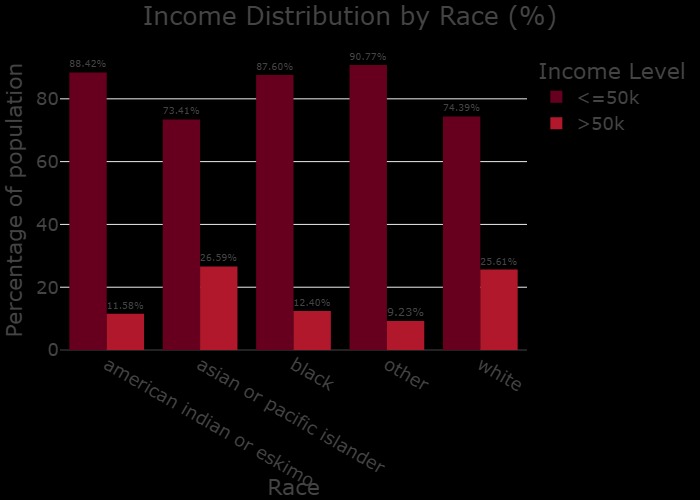 Income Distribution by Race (%)
Income Level
<=50k
>50k
Percentage of population
80
60
40
20
0
88.42%
11.58%
73.41%
26.59%
87.60%
12.40%
90.77%
9.23%
74.39%
25.61%
american indian or eskimo
asian or pacific islander
black
other
white
Race